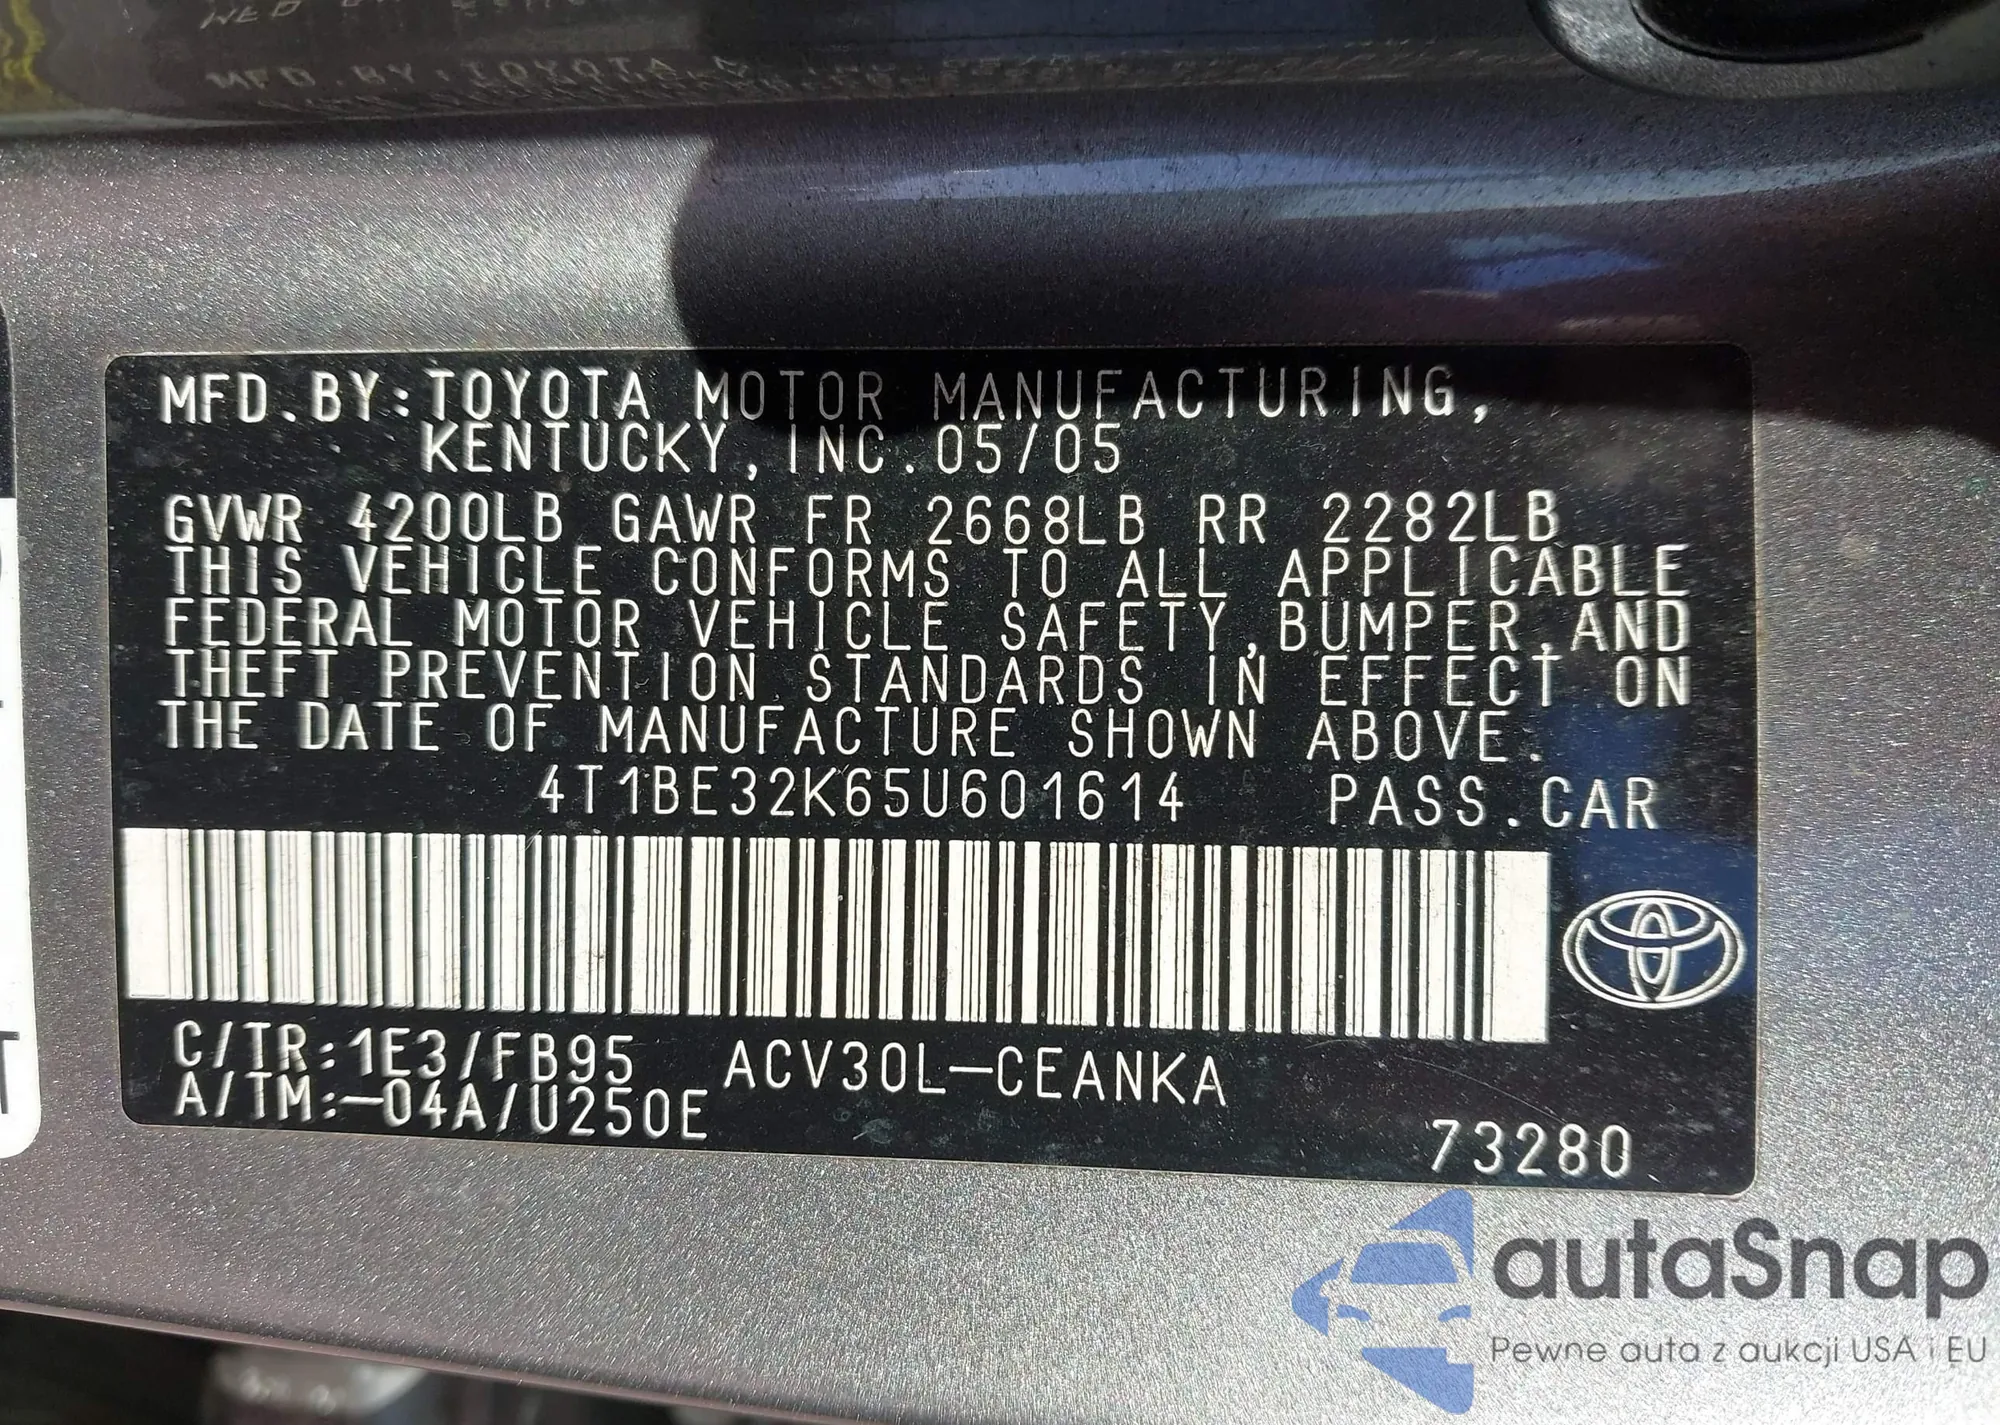 MFD.BY:TOYOTA
MFD.BY:TOYOTA MOTOR MANUFACTURING,
KENTUCKY, INC. 05/05
GVWR 4200LB GAWR FR 2668LB RR 2282LB
THIS VEHICLE CONFORMS TO ALL APPLICABLE
FEDERAL MOTOR VEHICLE SAFETY,BUMPER,AND
THEFT PREVENTION STANDARDS IN EFFECT ON
THE DATE OF MANUFACTURE SHOWN ABOVE.
4T1BE32K65U601614 PASS.CAR
C/TR:1E3/FB95 ACV30L-CEANKA
A/TM:-04A/U250E
73280
autaSnap
Pewne auta z aukcji USA i EU